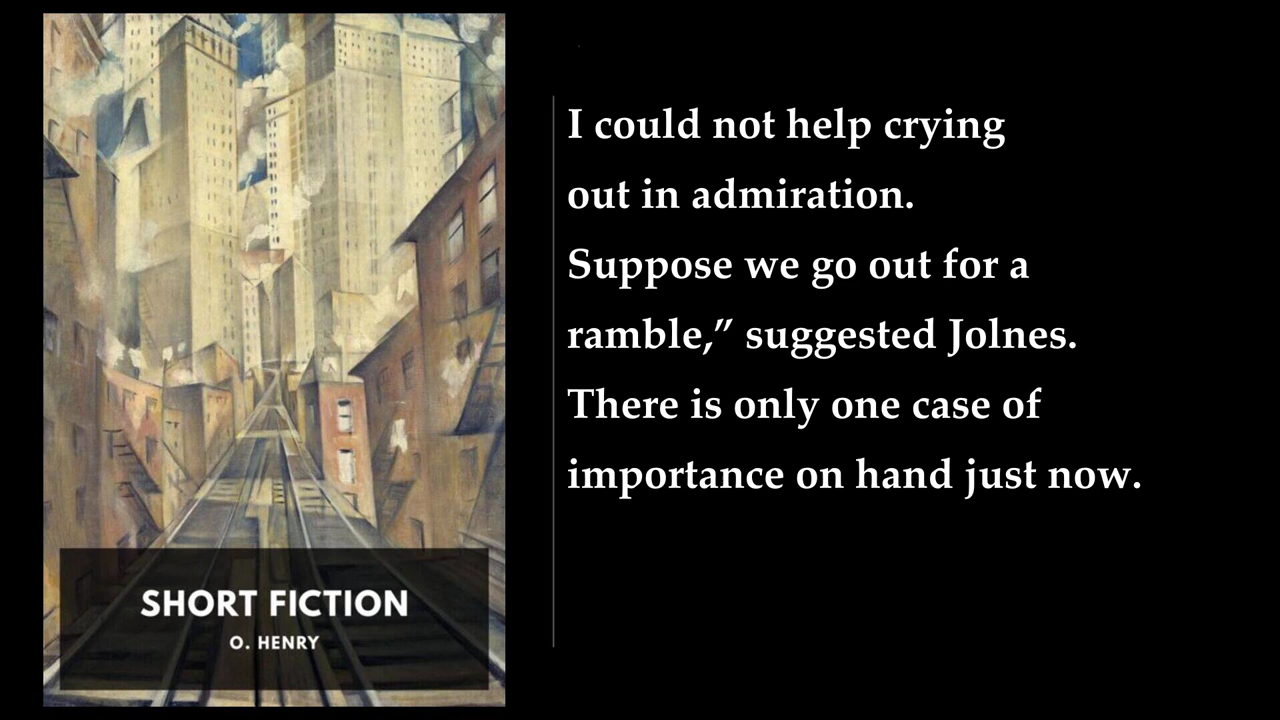 I could not help crying
out in admiration.
Suppose we go out for a
ramble,” suggested Jolnes.
There is only one case of
importance on hand just now.
SHORT FICTION
O. HENRY